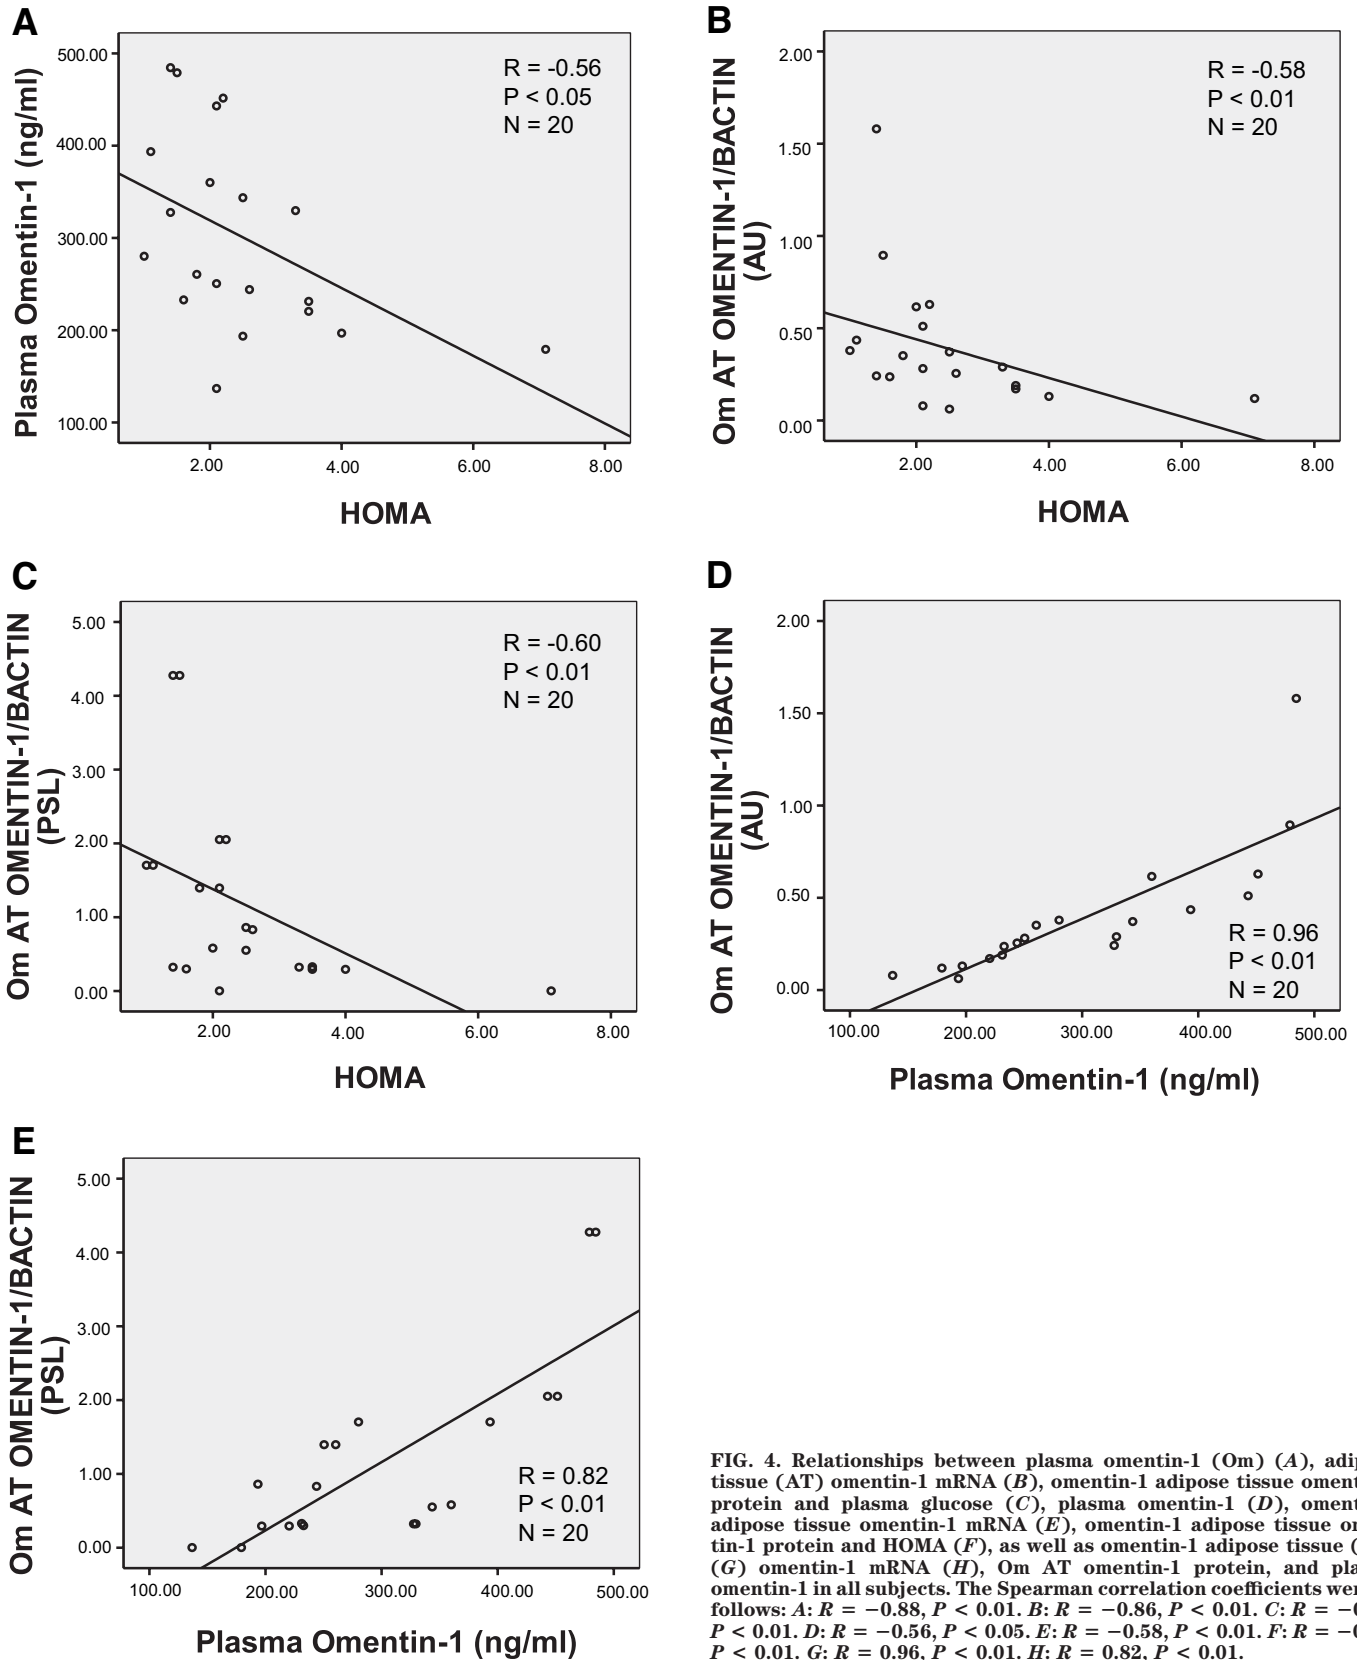 A
Plasma Omentin-1 (ng/ml)
500.00
400.00
300.00
200.00
100.00
R = -0.56
P < 0.05
N = 20
2.00 4.00 6.00 8.00
HOMA
B
Om AT OMENTIN-1/BACTIN
(AU)
2.00
1.50
1.00
0.50
0.00
R = -0.58
P < 0.01
N = 20
2.00 4.00 6.00 8.00
HOMA
C
Om AT OMENTIN-1/BACTIN
(PSL)
5.00
4.00
3.00
2.00
1.00
0.00
R = -0.60
P < 0.01
N = 20
2.00 4.00 6.00 8.00
HOMA
D
Om AT OMENTIN-1/BACTIN
(AU)
2.00
1.50
1.00
0.50
0.00
R = 0.96
P < 0.01
N = 20
100.00 200.00 300.00 400.00 500.00
Plasma Omentin-1 (ng/ml)
E
Om AT OMENTIN-1/BACTIN
(PSL)
5.00
4.00
3.00
2.00
1.00
0.00
R = 0.82
P < 0.01
N = 20
100.00 200.00 300.00 400.00 500.00
Plasma Omentin-1 (ng/ml)
FIG. 4. Relationships between plasma omentin-1 (Om) (A),
tissue (AT) omentin-1 mRNA (B), omentin-1 adipose tissue
protein and plasma glucose (C), plasma omentin-1 (D),
adipose tissue omentin-1 mRNA (E), omentin-1 adipose tissue
tin-1 protein and HOMA (F), as well as omentin-1 adipose tissue
(G) omentin-1 mRNA (H), Om AT omentin-1 protein, and
omentin-1 in all subjects. The Spearman correlation coefficients
follows: A: R = −0.88, P < 0.01. B: R = −0.86, P < 0.01. C: R =
P < 0.01. D: R = −0.56, P < 0.05. E: R = −0.58, P < 0.01. F: R =
P < 0.01. G: R = 0.96, P < 0.01. H: R = 0.82, P < 0.01.